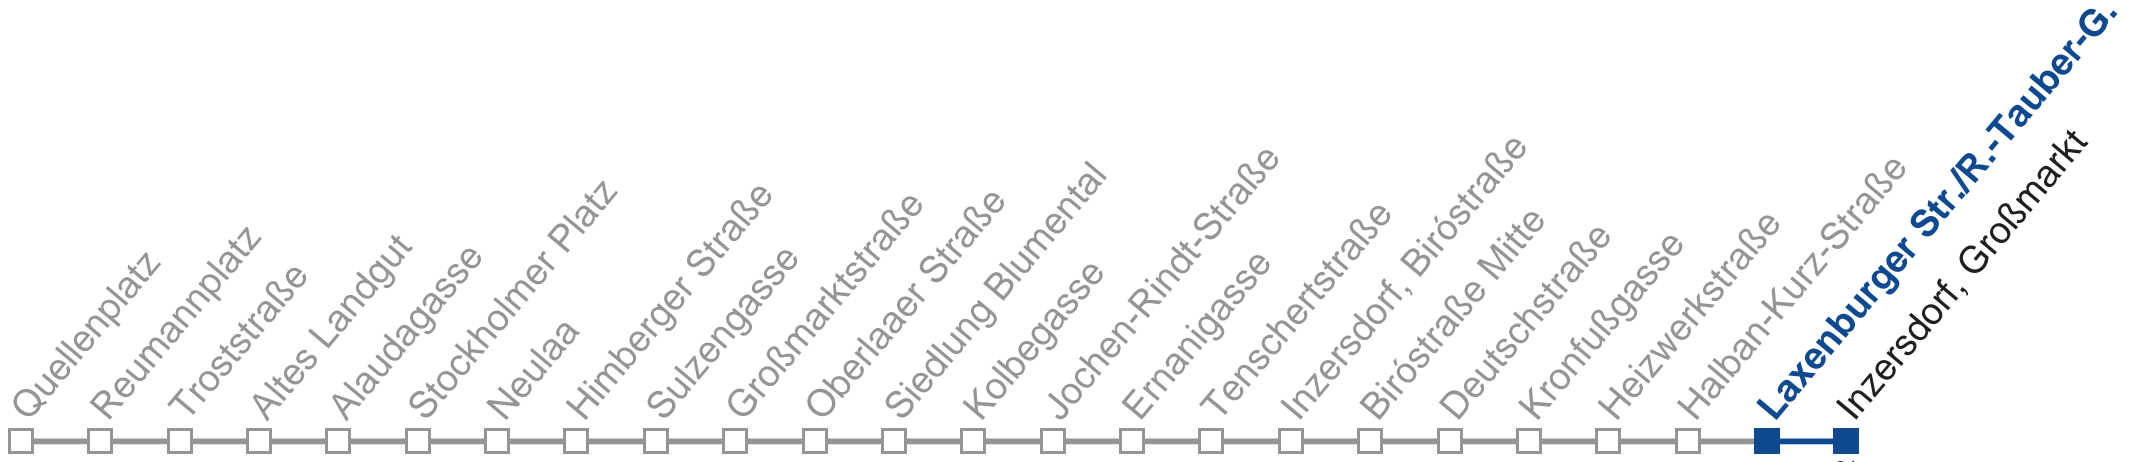 Quellenplatz
Reumannplatz
Troststraße
Altes Landgut
Alaudagasse
Stockholmer Platz
Neulaa
Himberger Straße
Sulzengasse
Großmarktstraße
Oberlaaer Straße
Siedlung Blumental
Kolbegasse
Jochen-Rindt-Straße
Ernanigasse
Tenschertstraße
Inzersdorf, Biróstraße
Biróstraße Mitte
Deutschstraße
Kronfußgasse
Heizwerkstraße
Halban-Kurz-Straße
Laxenburger Str./R.-Tauber-G.
Inzersdorf, Großmarkt